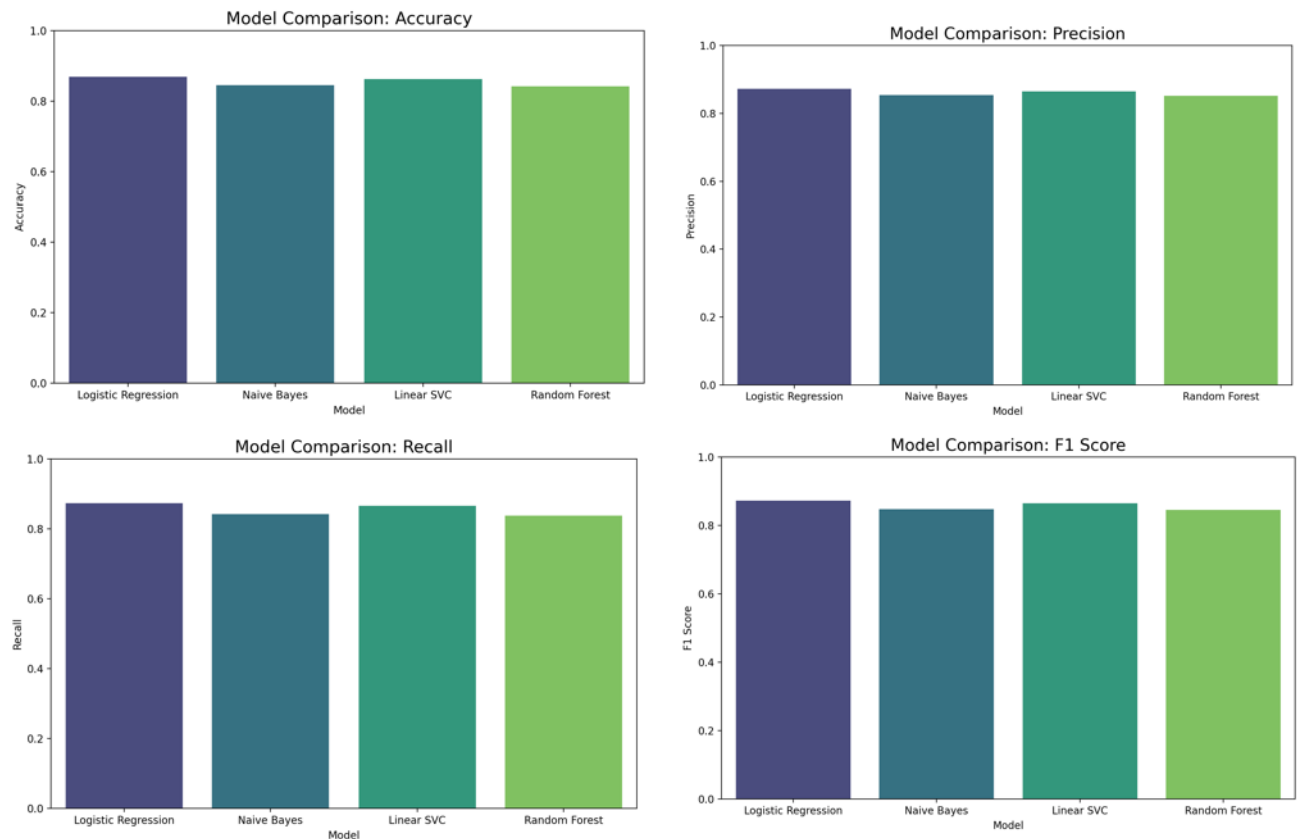 Model Comparison: Accuracy
1.0
0.8
0.6
0.4
0.2
0.0
Accuracy
Logistic Regression Naive Bayes Linear SVC Random Forest
Model
Model Comparison: Precision
1.0
0.8
0.6
0.4
0.2
0.0
Precision
Logistic Regression Naive Bayes Linear SVC Random Forest
Model
Model Comparison: Recall
1.0
0.8
0.6
0.4
0.2
0.0
Recall
Logistic Regression Naive Bayes Linear SVC Random Forest
Model
Model Comparison: F1 Score
1.0
0.8
0.6
0.4
0.2
0.0
F1 Score
Logistic Regression Naive Bayes Linear SVC Random Forest
Model